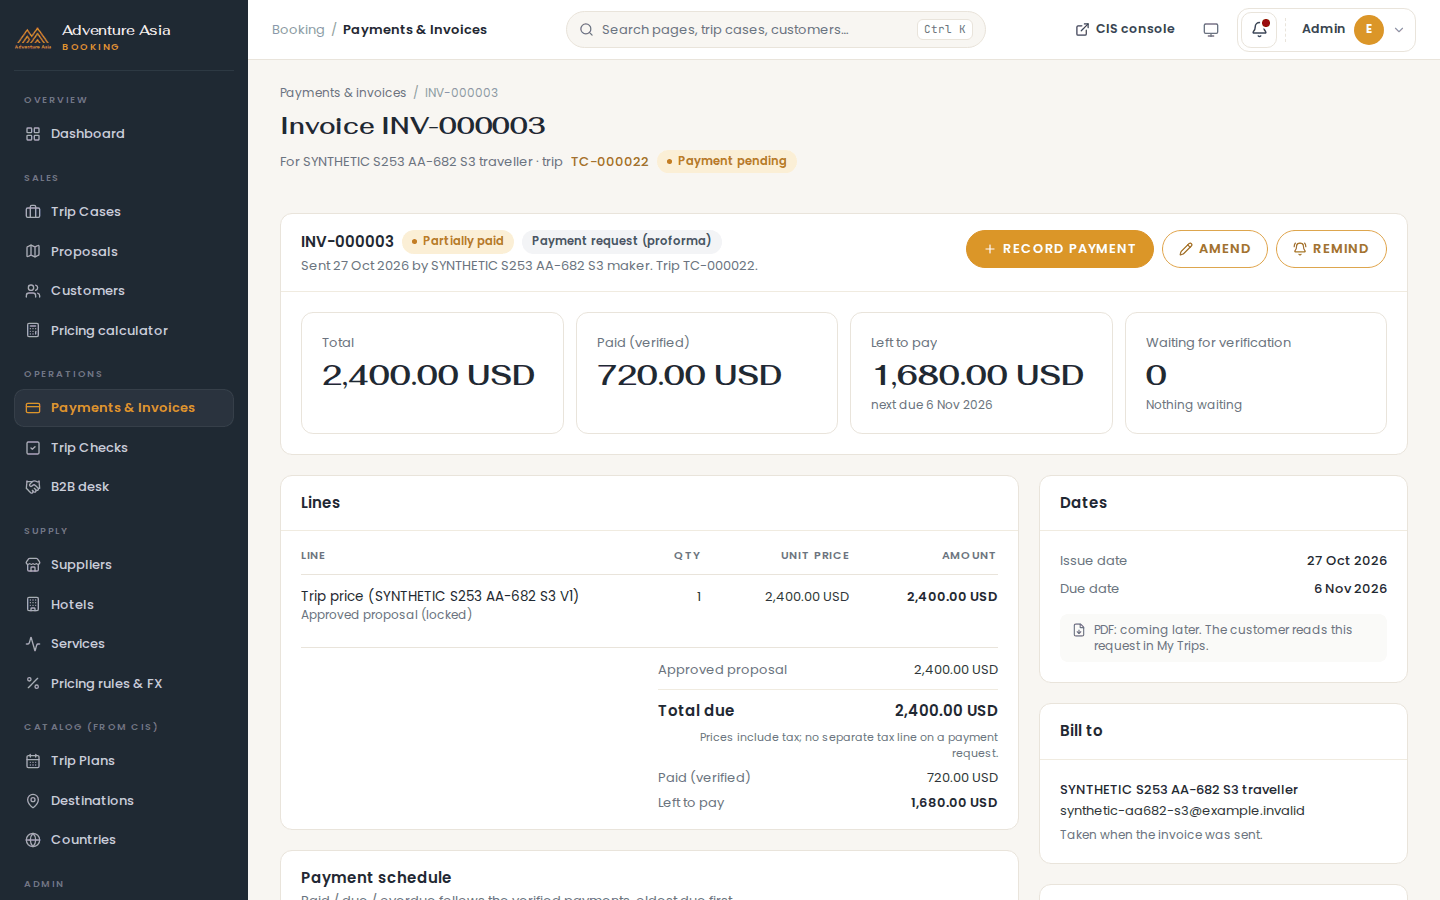 Adventure Asia
BOOKING
Adventure Asia
OVERVIEW
Dashboard
SALES
Trip Cases
Proposals
Customers
Pricing calculator
OPERATIONS
Payments & Invoices
Trip Checks
B2B desk
SUPPLY
Suppliers
Hotels
Services
Pricing rules & FX
CATALOG (FROM CIS)
Trip Plans
Destinations
Countries
ADMIN
Booking / Payments & Invoices
Search pages, trip cases, customers… Ctrl K
CIS console
Admin E
Payments & invoices / INV-000003
Invoice INV-000003
For SYNTHETIC S253 AA-682 S3 traveller · trip TC-000022 Payment pending
INV-000003 Partially paid Payment request (proforma)
Sent 27 Oct 2026 by SYNTHETIC S253 AA-682 S3 maker. Trip TC-000022.
+ RECORD PAYMENT AMEND REMIND
Total
2,400.00 USD
Paid (verified)
720.00 USD
Left to pay
1,680.00 USD
next due 6 Nov 2026
Waiting for verification
0
Nothing waiting
Lines
LINE QTY UNIT PRICE AMOUNT
Trip price (SYNTHETIC S253 AA-682 S3 V1) 1 2,400.00 USD 2,400.00 USD
Approved proposal (locked)
Approved proposal 2,400.00 USD
Total due 2,400.00 USD
Prices include tax; no separate tax line on a payment
request.
Paid (verified) 720.00 USD
Left to pay 1,680.00 USD
Payment schedule
Paid / due / overdue follows the verified payments, oldest due first.
Dates
Issue date 27 Oct 2026
Due date 6 Nov 2026
PDF: coming later. The customer reads this
request in My Trips.
Bill to
SYNTHETIC S253 AA-682 S3 traveller
synthetic-aa682-s3@example.invalid
Taken when the invoice was sent.